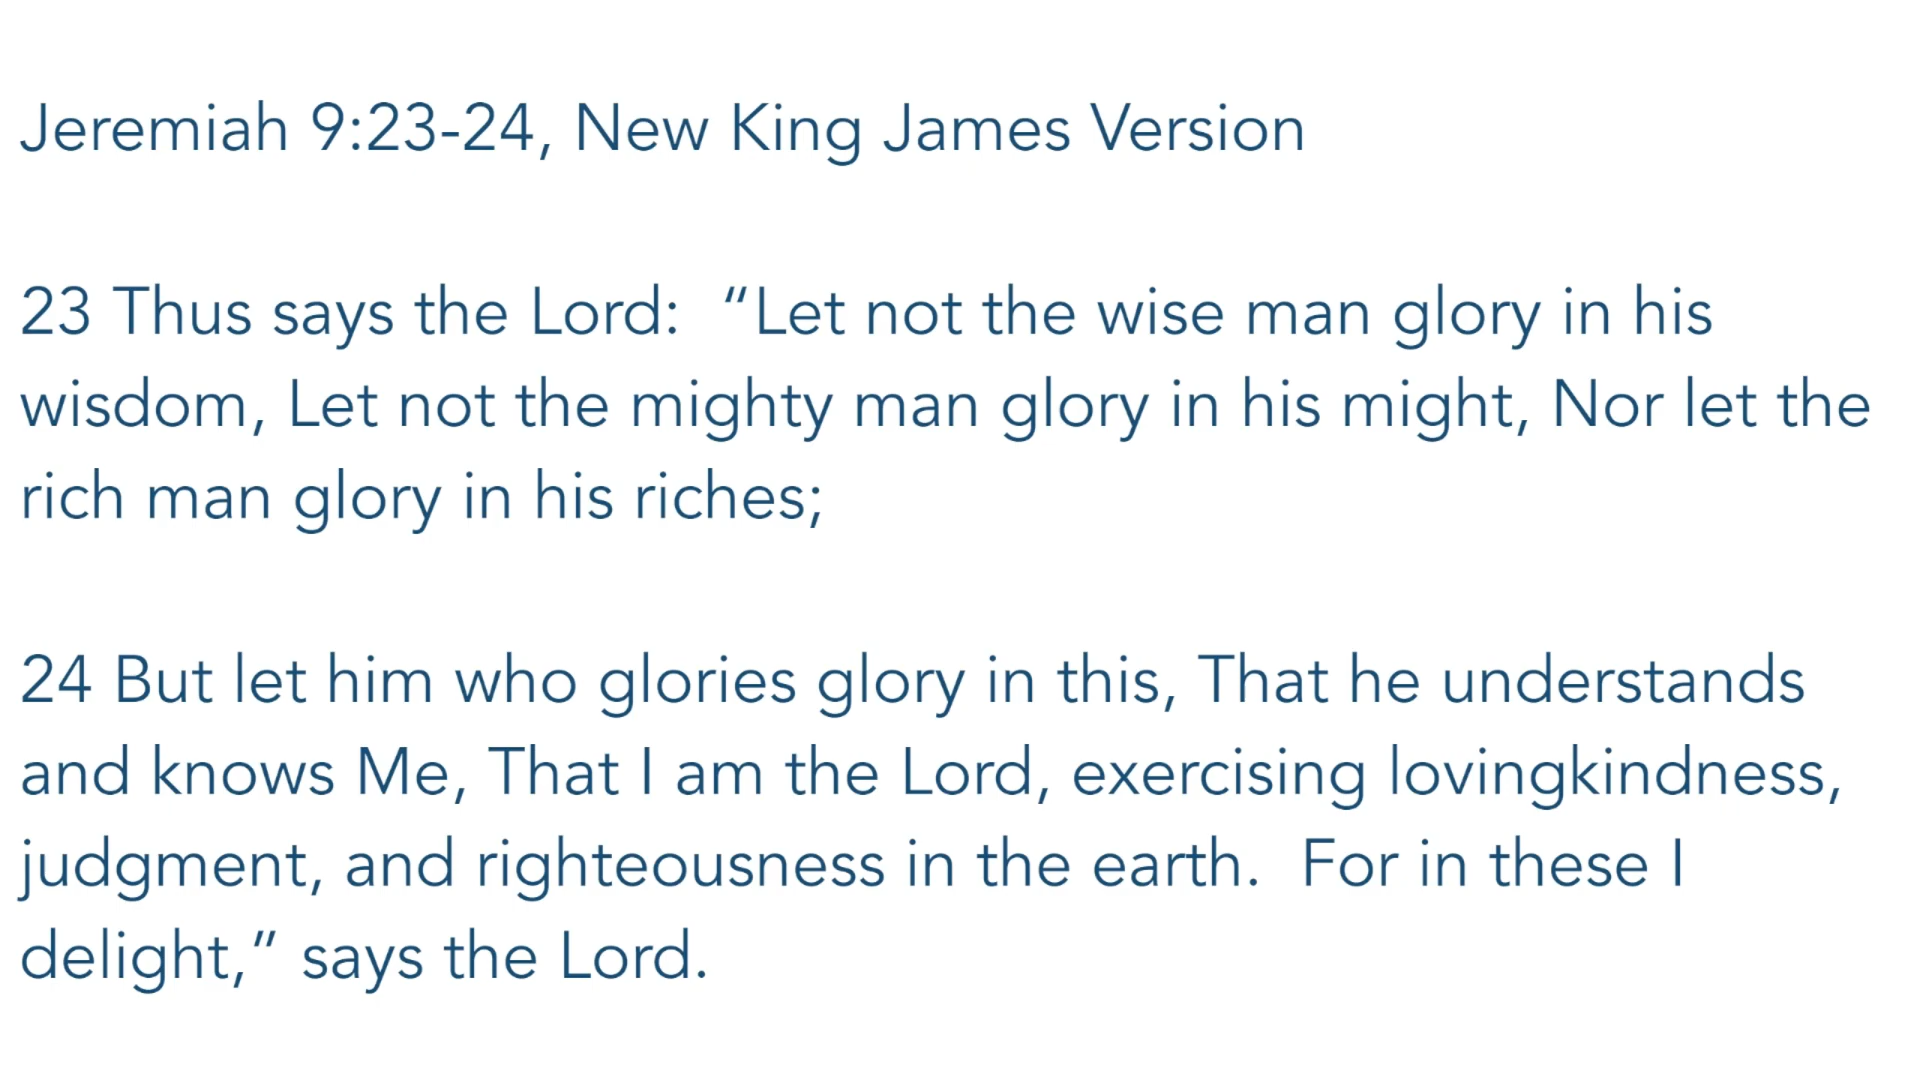 Jeremiah 9:23-24, New King James Version
23 Thus says the Lord:  “Let not the wise man glory in his
wisdom, Let not the mighty man glory in his might, Nor let the
rich man glory in his riches;
24 But let him who glories glory in this, That he understands
and knows Me, That I am the Lord, exercising lovingkindness,
judgment, and righteousness in the earth.  For in these I
delight,” says the Lord.